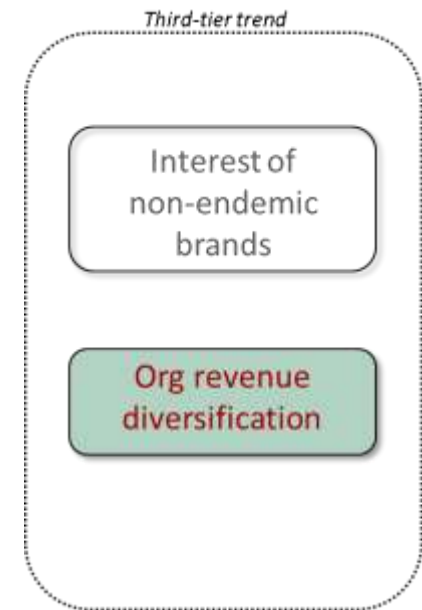 Third-tier trend
Interest of
non-endemic
brands
Org revenue
diversification